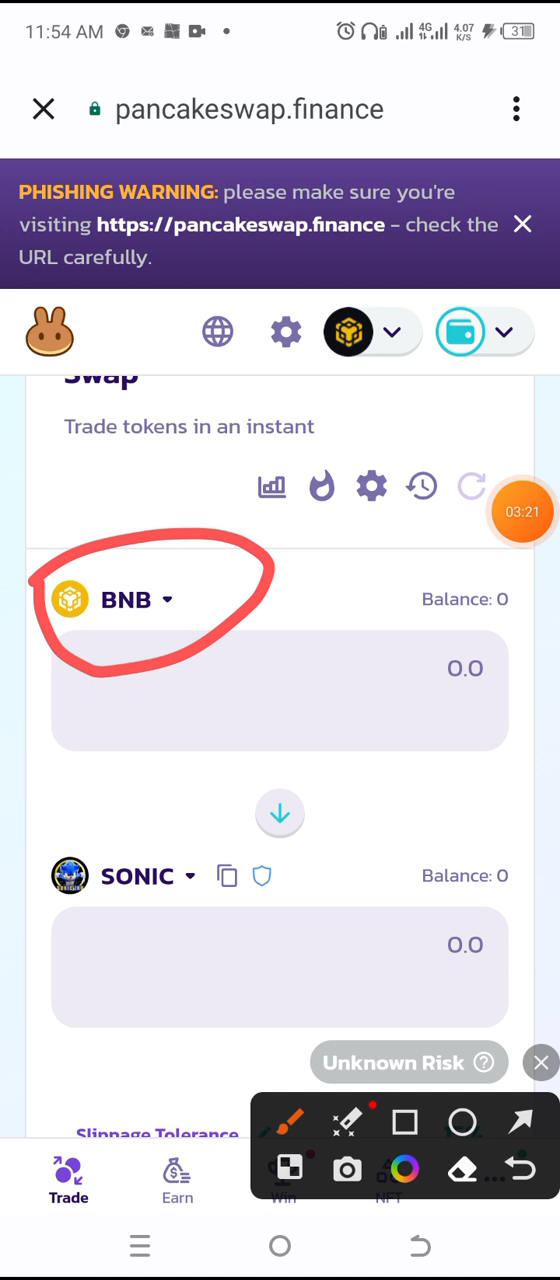 11:54 AM
4G
4.07
K/S
31
pancakeswap.finance
PHISHING WARNING: please make sure you're
visiting https://pancakeswap.finance - check the
URL carefully.
Swap
Trade tokens in an instant
03:21
BNB
Balance: 0
0.0
SONIC
Balance: 0
0.0
Unknown Risk
Slippage Tolerance
Trade
Earn
Win
NFT